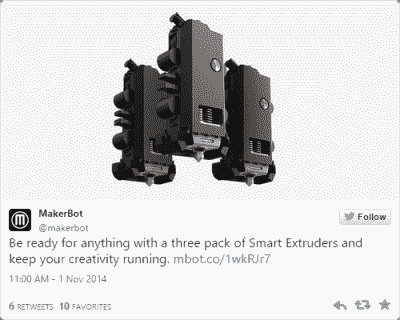 MakerBot
@makerbot
Follow
Be ready for anything with a three pack of Smart Extruders and
keep your creativity running. mbot.co/1wkRJr7
11:00 AM - 1 Nov 2014
6 RETWEETS 10 FAVORITES